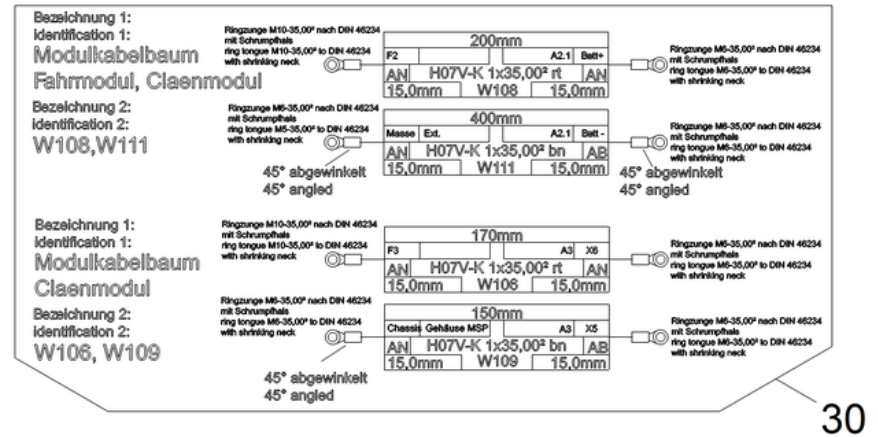 Bezeichnung 1:
Identification 1:
Modulkabelbaum
Fahrmodul, Claenmodul
Bezeichnung 2:
identification 2:
W108,W111
Ringzunge M10-35,00² nach DIN 46234
mit Schrumpfhals
ring tongue M10-35,00² to DIN 46234
with shrinking neck
200mm
F2 A2.1 Batt+
AN H07V-K 1x35,00² rt AN
15,0mm W108 15,0mm
Ringzunge M6-35,00² nach DIN 46234
mit Schrumpfhals
ring tongue M6-35,00² to DIN 46234
with shrinking neck
Ringzunge M6-35,00² nach DIN 46234
mit Schrumpfhals
ring tongue M5-35,00² to DIN 46234
with shrinking neck
45° abgewinkelt
45° angled
400mm
Masse Ext. A2.1 Batt -
AN H07V-K 1x35,00² bn AB
15,0mm W111 15,0mm
Ringzunge M6-35,00² nach DIN 46234
mit Schrumpfhals
ring tongue M6-35,00² to DIN 46234
with shrinking neck
45° abgewinkelt
45° angled
Bezeichnung 1:
Identification 1:
Modulkabelbaum
Claenmodul
Bezeichnung 2:
identification 2:
W106, W109
Ringzunge M10-35,00² nach DIN 46234
mit Schrumpfhals
ring tongue M10-35,00² to DIN 46234
with shrinking neck
170mm
F3 A3 X6
AN H07V-K 1x35,00² rt AN
15,0mm W106 15,0mm
Ringzunge M6-35,00² nach DIN 46234
mit Schrumpfhals
ring tongue M6-35,00² to DIN 46234
with shrinking neck
Ringzunge M6-35,00² nach DIN 46234
mit Schrumpfhals
ring tongue M6-35,00² to DIN 46234
with shrinking neck
45° abgewinkelt
45° angled
150mm
Chassis Gehäuse MSP A3 X5
AN H07V-K 1x35,00² bn AB
15,0mm W109 15,0mm
Ringzunge M6-35,00² nach DIN 46234
mit Schrumpfhals
ring tongue M6-35,00² to DIN 46234
with shrinking neck
30